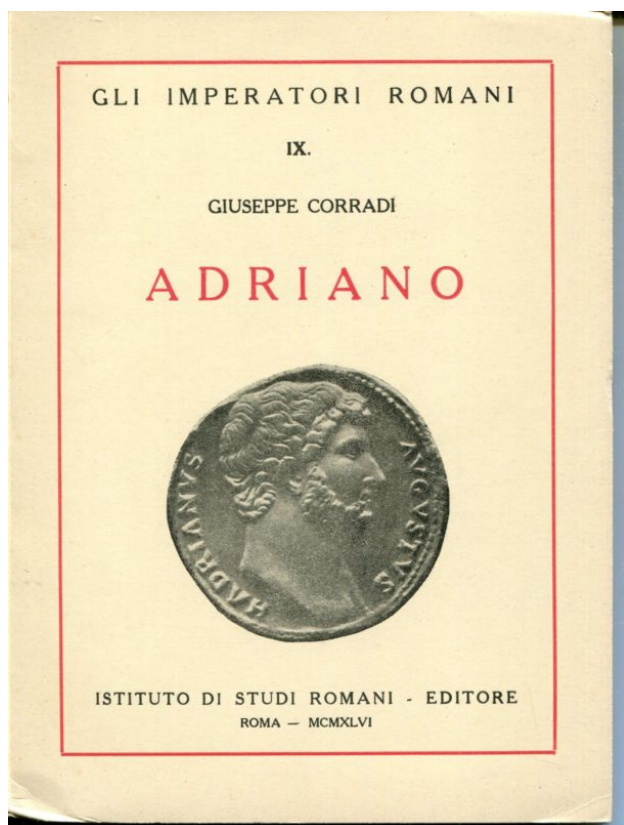 GLI IMPERATORI ROMANI
IX.
GIUSEPPE CORRADI
ADRIANO
HADRIANVS AVGVSTVS
ISTITUTO DI STUDI ROMANI - EDITORE
ROMA — MCMXLVI